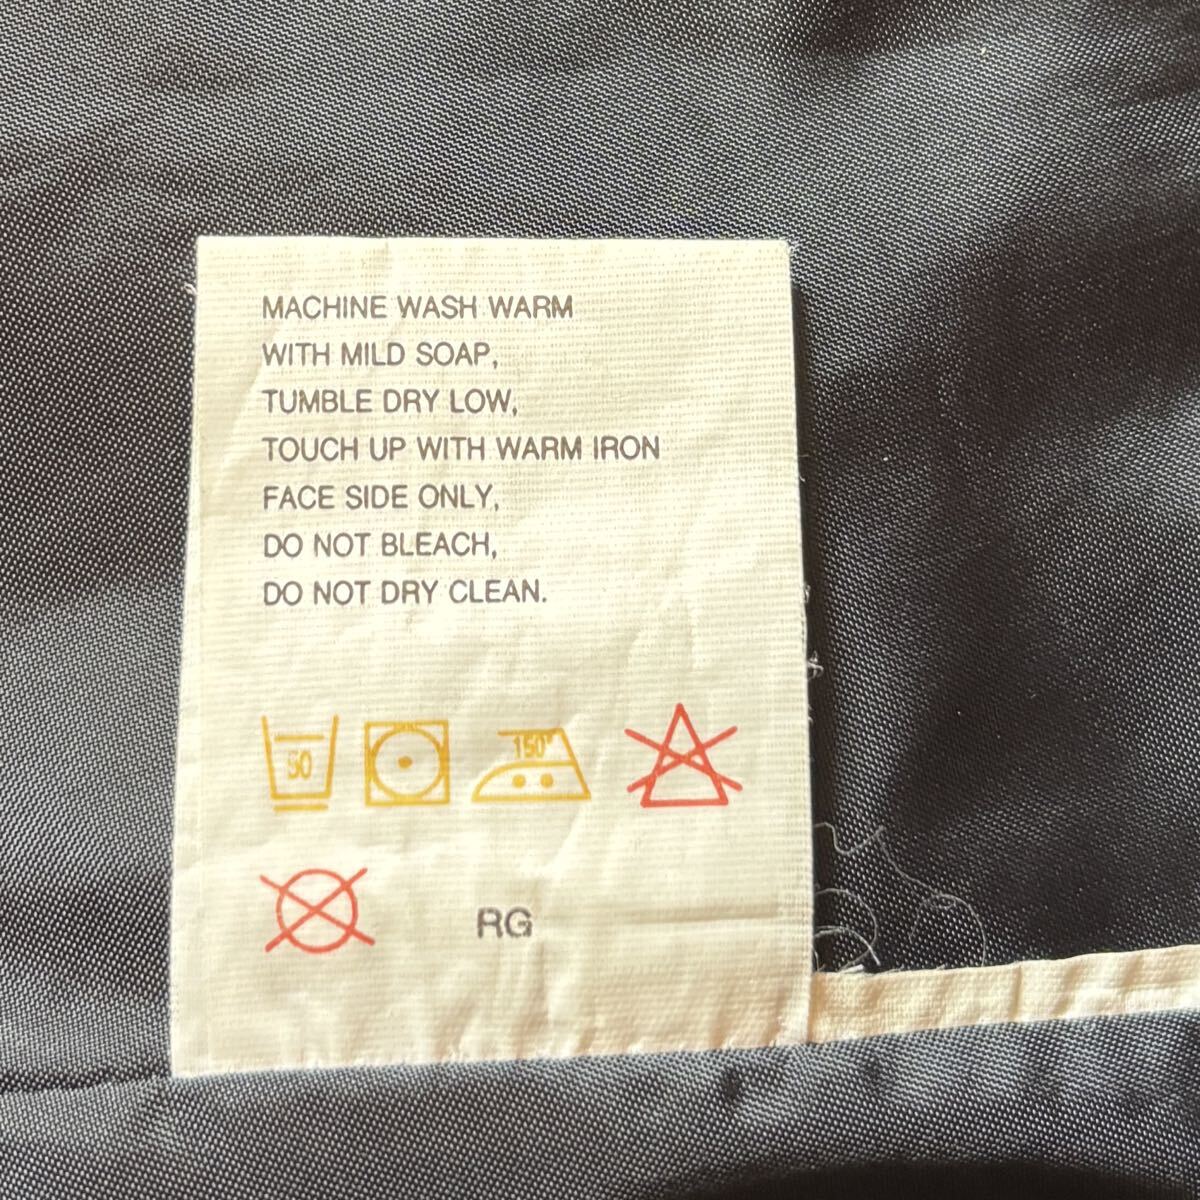 MACHINE WASH WARM
WITH MILD SOAP,
TUMBLE DRY LOW,
TOUCH UP WITH WARM IRON
FACE SIDE ONLY,
DO NOT BLEACH,
DO NOT DRY CLEAN.
50 150°
RG